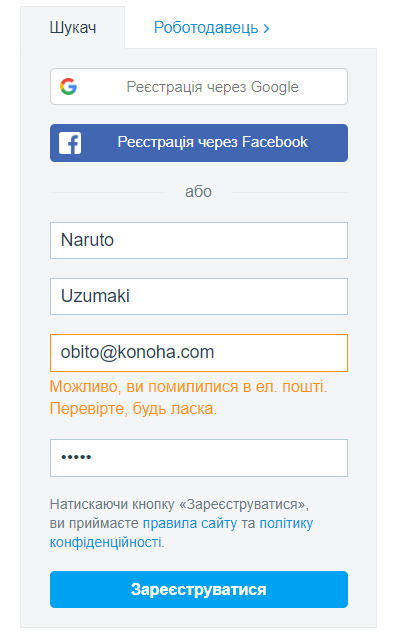 Шукач
Роботодавець
Реєстрація через Google
Реєстрація через Facebook
або
Naruto
Uzumaki
obito@konoha.com
Можливо, ви помилилися в ел. пошті.
Перевірте, будь ласка.
•••••
Натискаючи кнопку «Зареєструватися»,
ви приймаєте правила сайту та політику
конфіденційності.
Зареєструватися